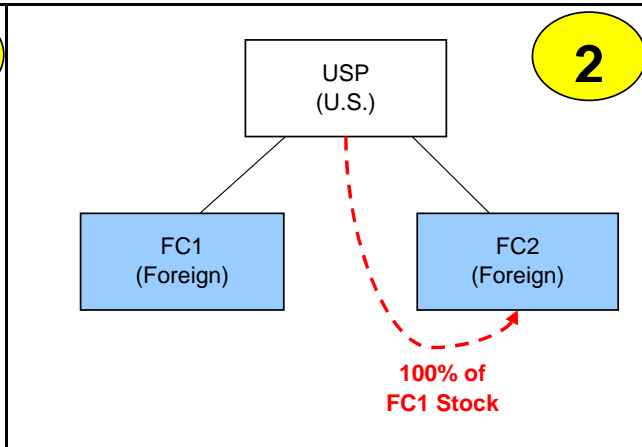 2
USP
(U.S.)
FC1
(Foreign)
FC2
(Foreign)
100% of
FC1 Stock